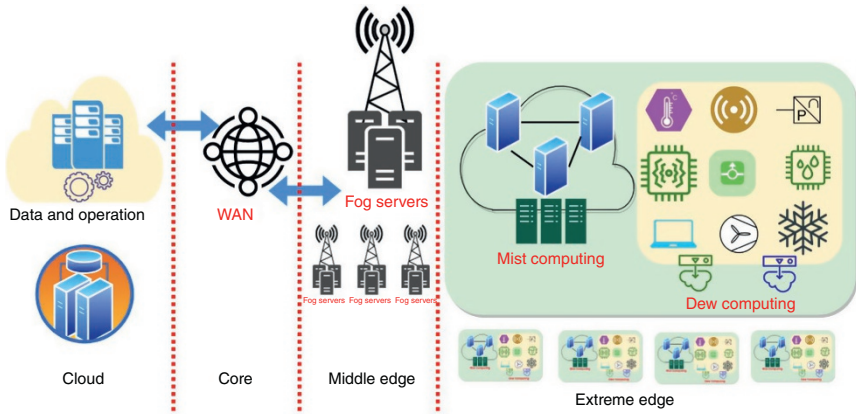 Data and operation
WAN
Fog servers
Fog servers
Fog servers
Fog servers
Mist computing
°C
P
Dew computing
Cloud
Core
Middle edge
Extreme edge